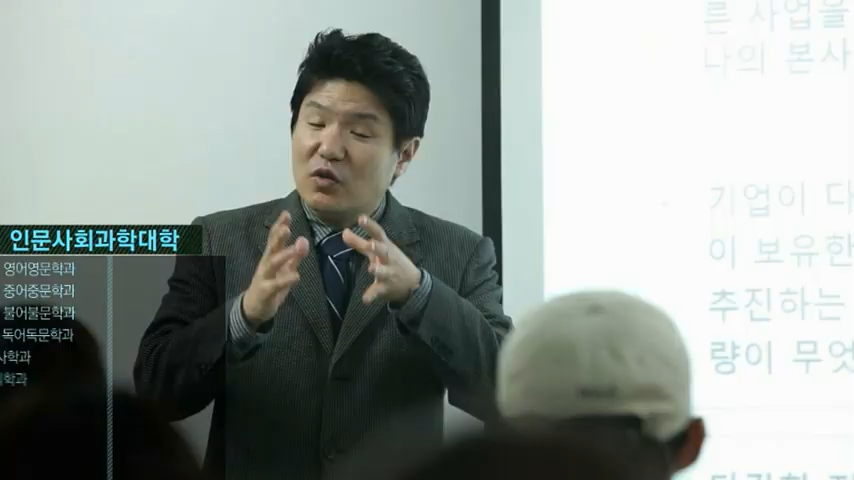 인문사회과학대학
영어영문학과
중어중문학과
불어불문학과
독어독문학과
사학과
른 사업을
나의 본사
기업이 다
이 보유한
추진하는
량이 무엇